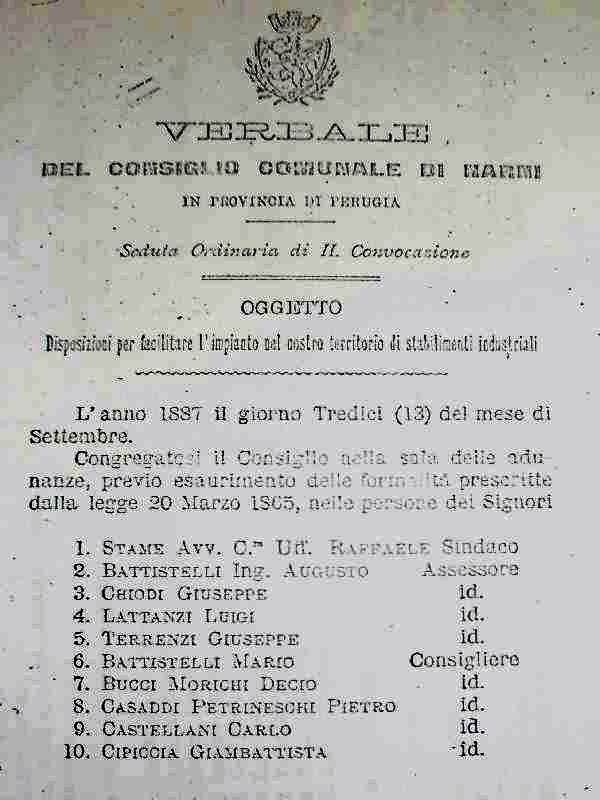 VERBALE
DEL CONSIGLIO COMUNALE DI NARNI
IN PROVINCIA DI PERUGIA
Seduta Ordinaria di II. Convocazione
OGGETTO
Disposizioni per facilitare l'impianto nel nostro territorio di stabilimenti industriali
L'anno 1887 il giorno Tredici (13) del mese di
Settembre.
Congregatosi il Consiglio nella sala delle adu-
nanze, previo esaurimento delle formalità prescritte
dalla legge 20 Marzo 1865, nelle persone dei Signori
1. STAME AVV. C.™ Uff. RAFFAELE Sindaco
2. BATTISTELLI Ing. AUGUSTO Assessore
3. CHIODI GIUSEPPE id.
4. LATTANZI LUIGI id.
5. TERRENZI GIUSEPPE id.
6. BATTISTELLI MARIO Consigliere
7. BUCCI MORICHI DECIO id.
8. CASADDI PETRINESCHI PIETRO id.
9. CASTELLANI CARLO id.
10. CIPICCIA GIAMBATTISTA id.